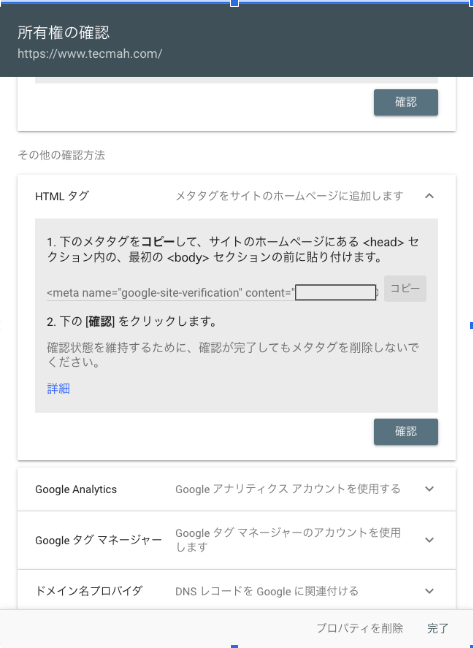 所有権の確認
https://www.tecmah.com/
確認
その他の確認方法
HTML タグ メタタグをサイトのホームページに追加します
1. 下のメタタグをコピーして、サイトのホームページにある <head> セ
クション内の、最初の <body> セクションの前に貼り付けます。
<meta name="google-site-verification" content="
コピー
2. 下の [確認] をクリックします。
確認状態を維持するために、確認が完了してもメタタグを削除しないで
ください。
詳細
確認
Google Analytics Google アナリティクス アカウントを使用する
Google タグ マネージャー Google タグ マネージャーのアカウントを使用
します
ドメイン名プロバイダ DNS レコードを Google に関連付ける
プロパティを削除 完了